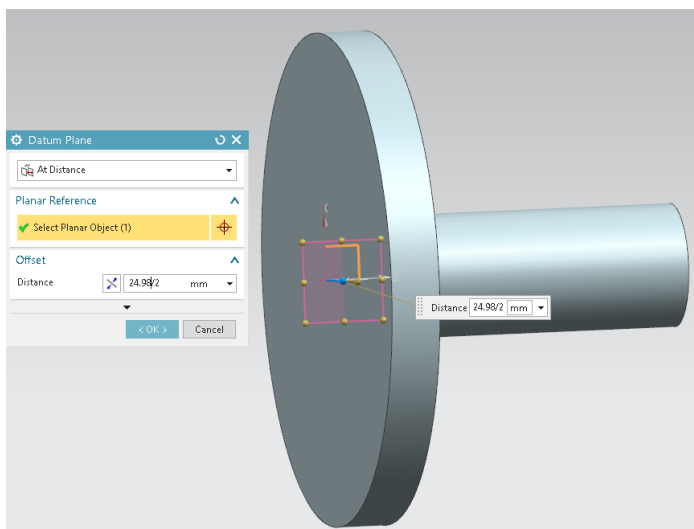 Datum Plane
At Distance
Planar Reference
Select Planar Object (1)
Offset
Distance 24.98/2 mm
< OK > Cancel
Distance 24.98/2 mm